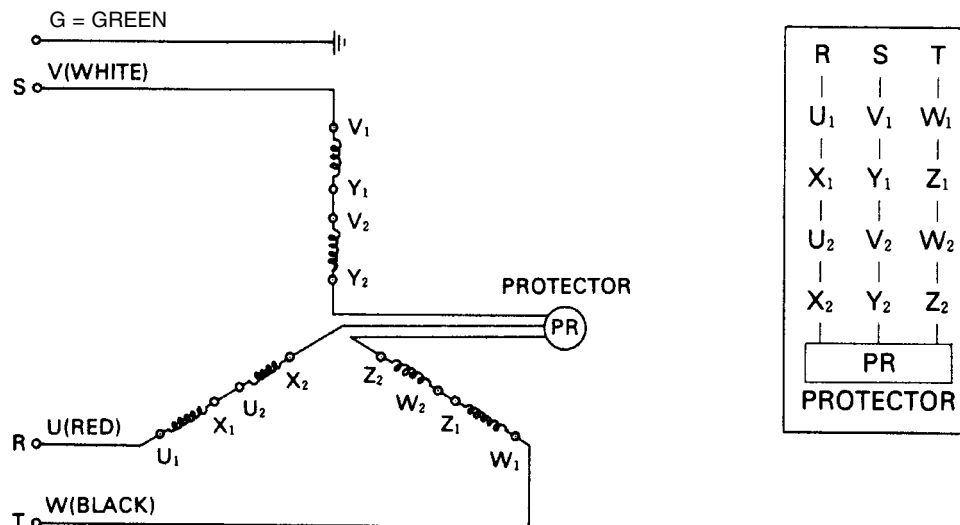 G = GREEN
V(WHITE)
S
V₁
Y₁
V₂
Y₂
PROTECTOR
PR
X₂
U₂
X₁
U₁
Z₂
W₂
Z₁
W₁
U(RED)
R
W(BLACK)
T
R S T
U₁ V₁ W₁
X₁ Y₁ Z₁
U₂ V₂ W₂
X₂ Y₂ Z₂
PR
PROTECTOR